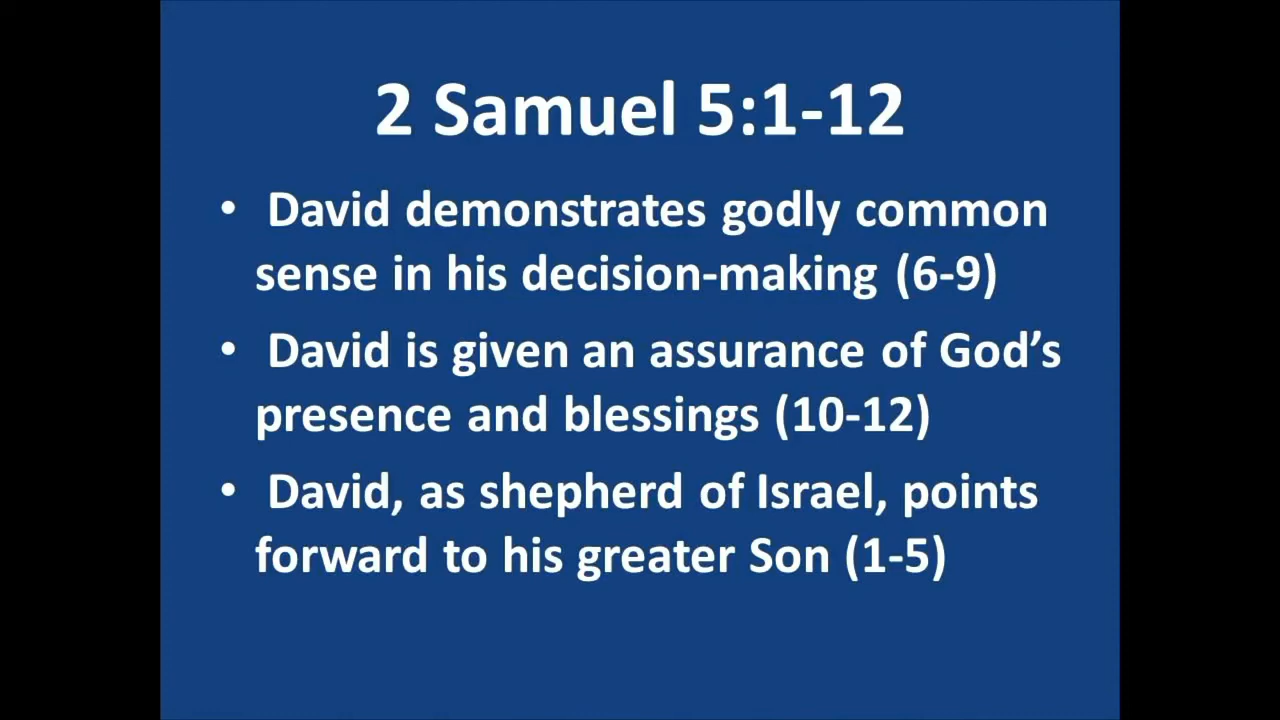 2 Samuel 5:1-12
• David demonstrates godly common
sense in his decision-making (6-9)
• David is given an assurance of God’s
presence and blessings (10-12)
• David, as shepherd of Israel, points
forward to his greater Son (1-5)